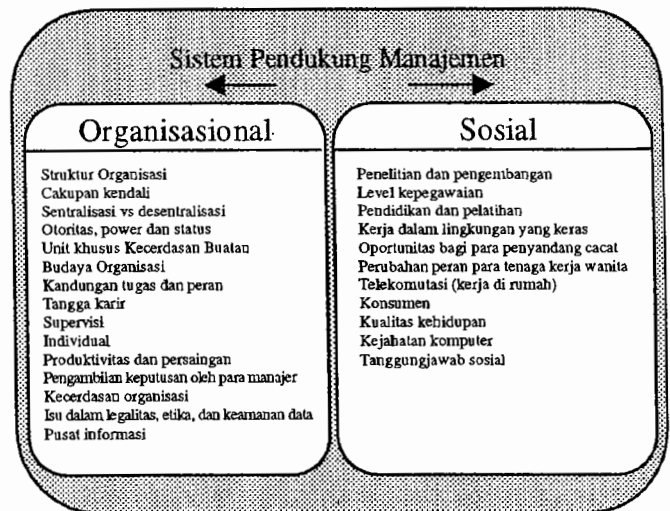 Sistem Pendukung Manajemen
Organisasional
Struktur Organisasi
Cakupan kendali
Sentralisasi vs desentralisasi
Otoritas, power dan status
Unit khusus Kecerdasan Buatan
Budaya Organisasi
Kandungan tugas dan peran
Tangga karir
Supervisi
Individual
Produktivitas dan persaingan
Pengambilan keputusan oleh para manajer
Kecerdasan organisasi
Isu dalam legalitas, etika, dan keamanan data
Pusat informasi
Sosial
Penelitian dan pengembangan
Level kepegawaian
Pendidikan dan pelatihan
Kerja dalam lingkungan yang keras
Oportunitas bagi para penyandang cacat
Perubahan peran para tenaga kerja wanita
Telekomutasi (kerja di rumah)
Konsumen
Kualitas kehidupan
Kejahatan komputer
Tanggungjawab sosial